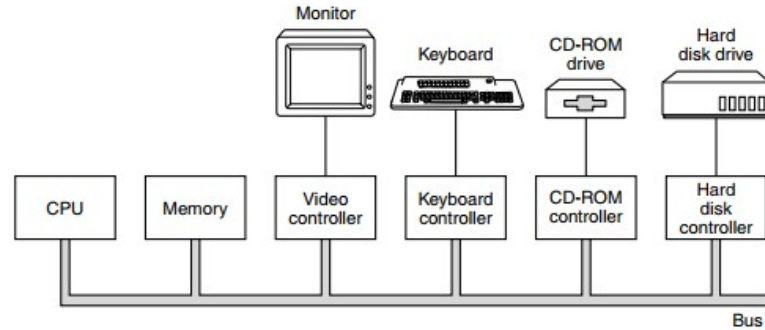 Monitor
Keyboard
CD-ROM
drive
Hard
disk drive
CPU
Memory
Video
controller
Keyboard
controller
CD-ROM
controller
Hard
disk
controller
Bus